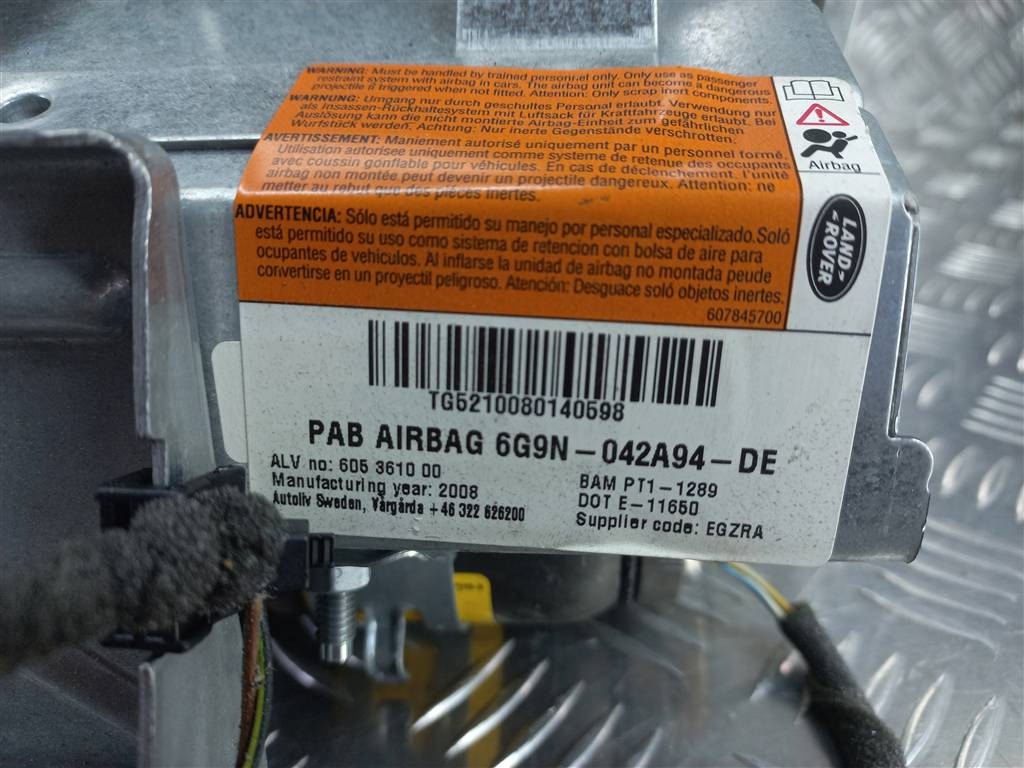 WARNING: Must be handled by trained personnel only. Only use as passenger
restraint system with airbag in cars. The airbag unit can become a dangerous
projectile if triggered when not fitted. Attention: Only scrap inert components.
WARNUNG: Umgang nur durch geschultes Personal erlaubt. Verwendung nur
als Insassen-Rückhaltesystem mit Luftsack für Kraftfahrzeuge erlaubt. Bei
Auslösung kann die nicht montierte Airbag-Einheit zum gefährlichen
Wurfstück werden. Achtung: Nur inerte Gegenstände verschrotten.
AVERTISSEMENT: Maniement autorisé uniquement par un personnel formé.
Utilisation autorisée uniquement comme systeme de retenue des occupants
avec coussin gonflable pour véhicules. En cas de déclenchement, l'unité
airbag non montée peut devenir un projectile dangereux. Attention: ne
metter au rebut que des pièces inertes.
ADVERTENCIA: Sólo está permitido su manejo por personal especializado.Soló
está permitido su uso como sistema de retencion con bolsa de aire para
ocupantes de vehiculos. Al inflarse la unidad de airbag no montada peude
convertirse en un proyectil peligroso. Atención: Desguace soló objetos inertes.
607845700
Airbag
LAND
ROVER
TG5210080140598
PAB AIRBAG 6G9N-042A94-DE
ALV no: 605 3610 00
Manufacturing year: 2008
Autoliv Sweden, Vårgårda +46 322 626200
BAM PT1-1289
DOT E-11650
Supplier code: EGZRA